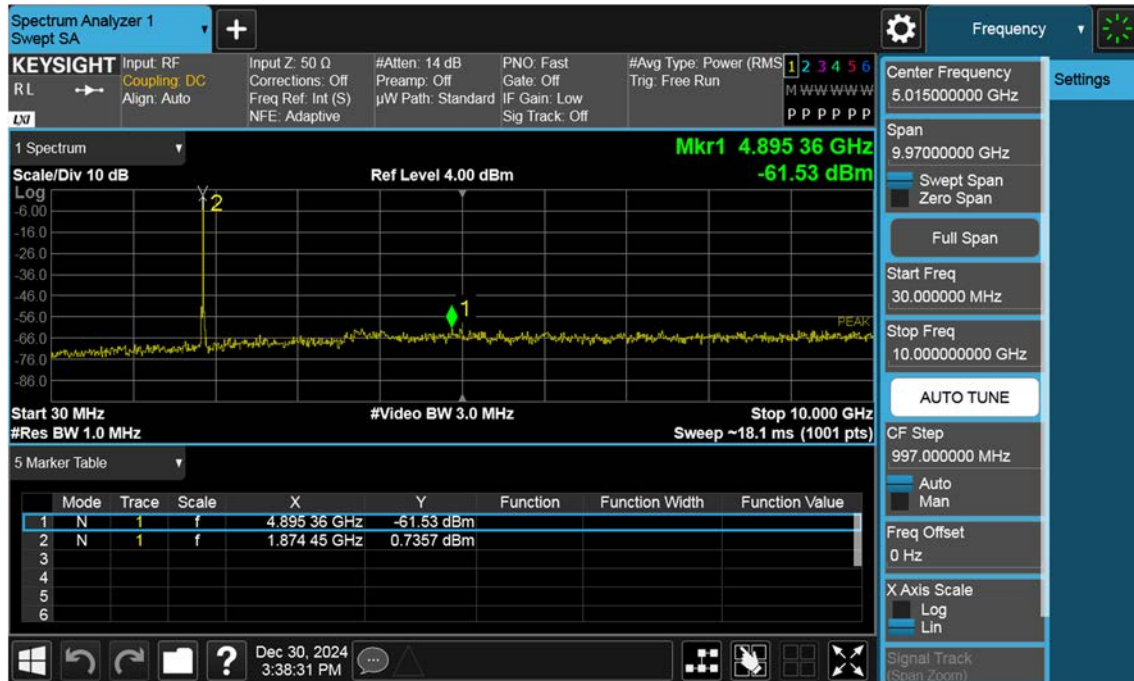 Spectrum Analyzer 1
Swept SA
+
Frequency
KEYSIGHT
RL
LXI
Input: RF
Coupling: DC
Align: Auto
Input Z: 50 Ω
Corrections: Off
Freq Ref: Int (S)
NFE: Adaptive
#Atten: 14 dB
Preamp: Off
µW Path: Standard
PNO: Fast
Gate: Off
IF Gain: Low
Sig Track: Off
#Avg Type: Power (RMS
Trig: Free Run
1 2 3 4 5 6
M W W W W W
P P P P P P
Center Frequency
5.015000000 GHz
Settings
1 Spectrum
Mkr1 4.895 36 GHz
-61.53 dBm
Scale/Div 10 dB
Ref Level 4.00 dBm
Log
-6.00
-16.0
-26.0
-36.0
-46.0
-56.0
-66.0
-76.0
-86.0
2
1
PEAK
Start 30 MHz
#Video BW 3.0 MHz
Stop 10.000 GHz
#Res BW 1.0 MHz
Sweep ~18.1 ms (1001 pts)
Span
9.97000000 GHz
Swept Span
Zero Span
Full Span
Start Freq
30.000000 MHz
Stop Freq
10.000000000 GHz
AUTO TUNE
CF Step
997.000000 MHz
Auto
Man
Freq Offset
0 Hz
X Axis Scale
Log
Lin
Signal Track
(Span Zoom)
5 Marker Table
Mode Trace Scale X Y Function Function Width Function Value
1 N 1 f 4.895 36 GHz -61.53 dBm
2 N 1 f 1.874 45 GHz 0.7357 dBm
3
4
5
6
?
Dec 30, 2024
3:38:31 PM